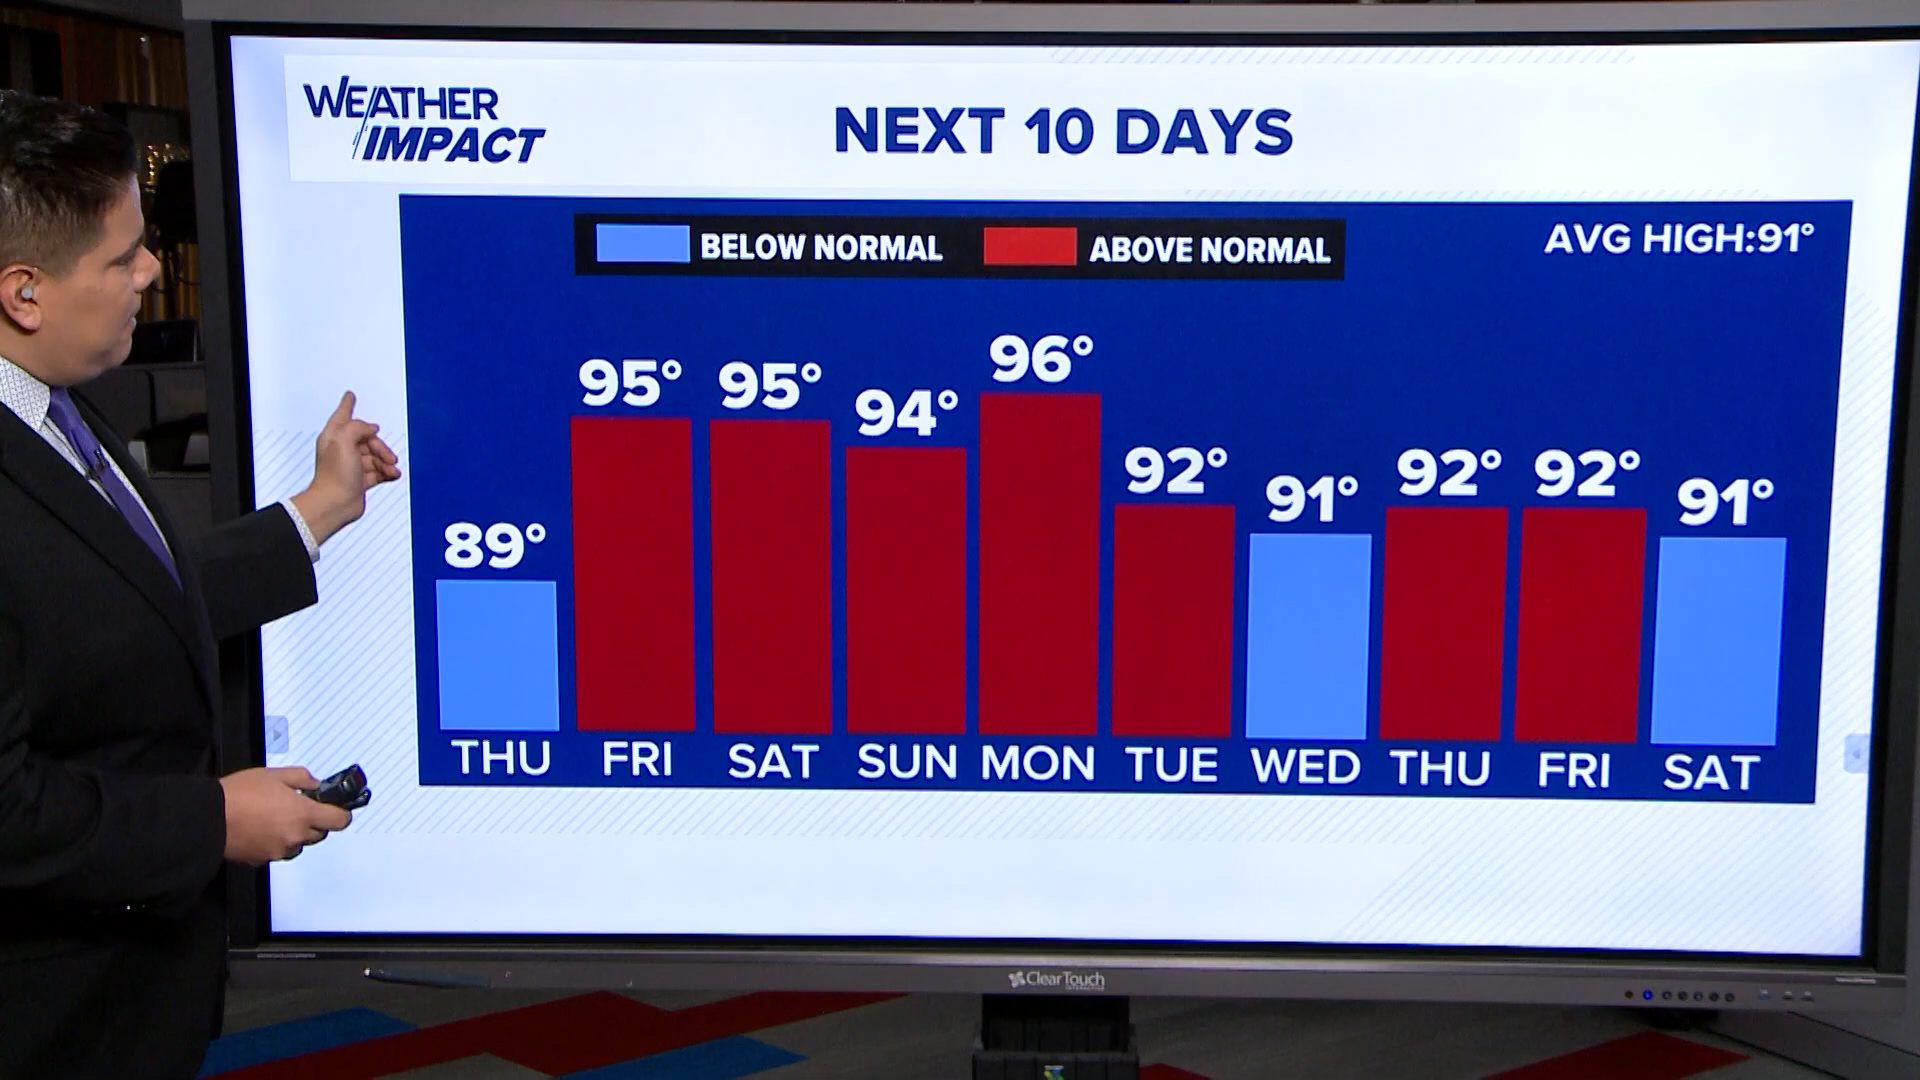 WEATHER
IMPACT
NEXT 10 DAYS
BELOW NORMAL
ABOVE NORMAL
AVG HIGH:91°
89°
95°
95°
94°
96°
92°
91°
92°
92°
91°
THU
FRI
SAT
SUN
MON
TUE
WED
THU
FRI
SAT
ClearTouch